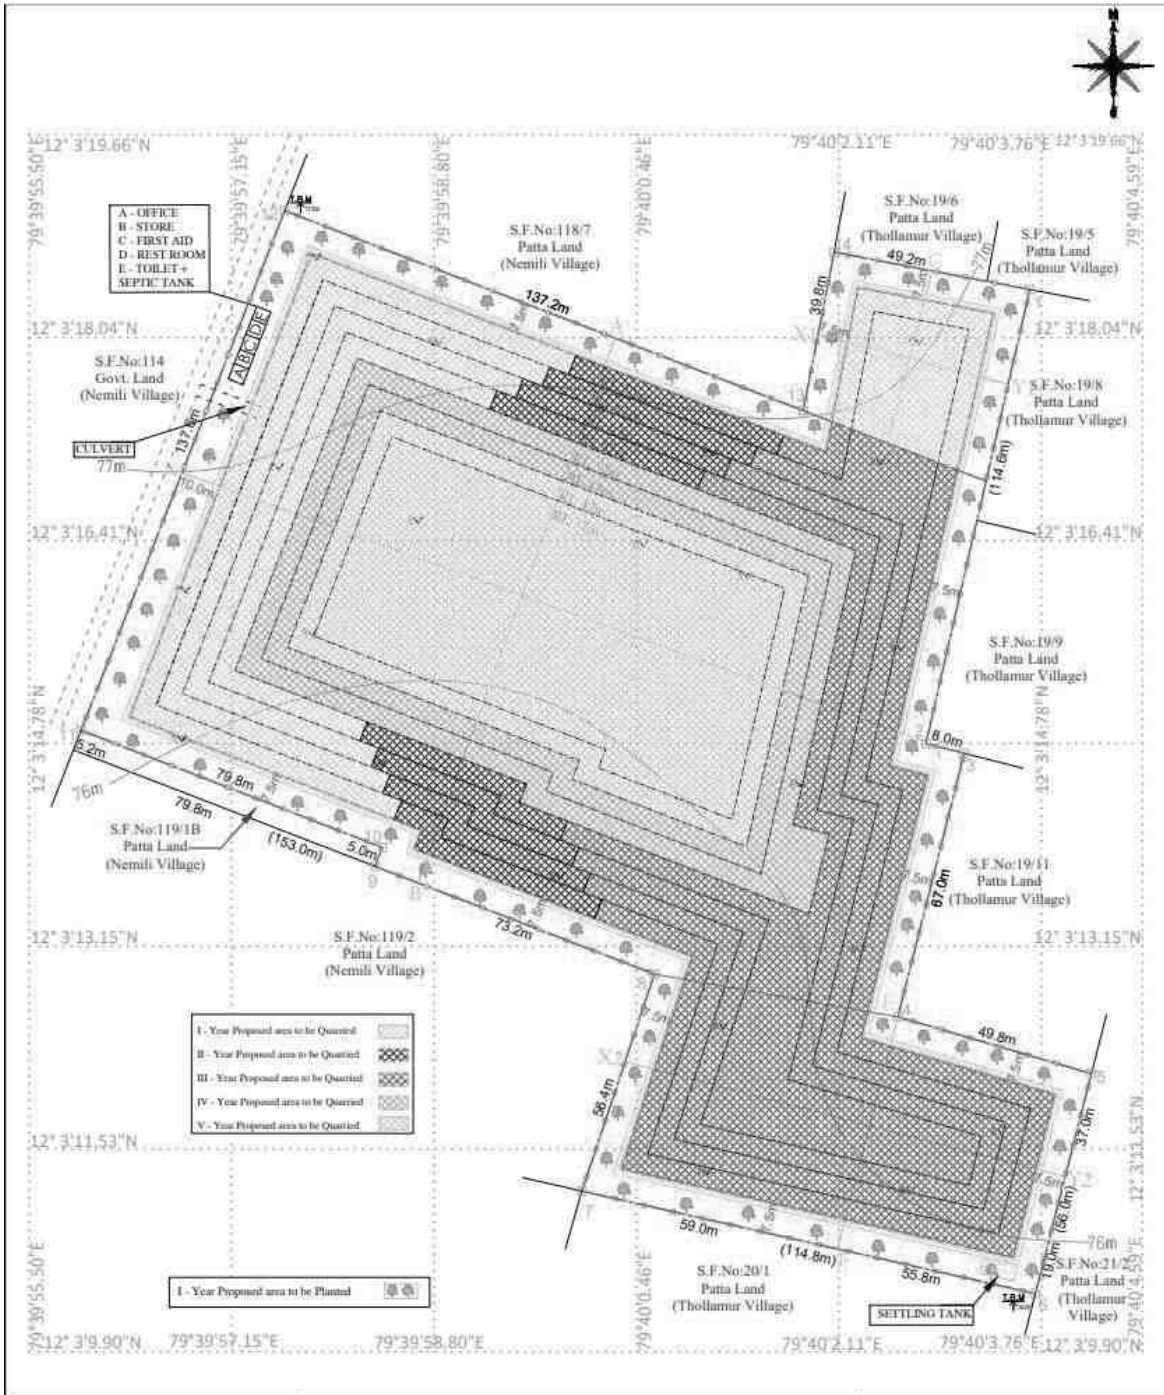 N
S
12° 3'19.66"N
79°39'55.50"E
79°39'57.15"E
79°39'58.80"E
79°40'0.46"E
79°40'2.11"E
79°40'3.76"E
12° 3'19.66"N
79°40'4.59"E
T.B.M
A - OFFICE
B - STORE
C - FIRST AID
D - REST ROOM
E - TOILET +
SEPTIC TANK
S.F.No:118/7
Patta Land
(Nemili Village)
S.F.No:19/6
Patta Land
(Thollamur Village)
S.F.No:19/5
Patta Land
(Thollamur Village)
14
49.2m
77m
39.8m
137.2m
7.5m
A
12° 3'18.04"N
12° 3'18.04"N
A B C D E
S.F.No:114
Govt. Land
(Nemili Village)
13
S.F.No:19/8
Patta Land
(Thollamur Village)
CULVERT
77m
10.0m
(114.6m)
12° 3'16.41"N
12° 3'16.41"N
7.5m
S.F.No:19/9
Patta Land
(Thollamur Village)
12° 3'14.78"N
12° 3'14.78"N
8.0m
5.2m
76m
79.8m
79.8m
(153.0m)
5.0m
10
9
B
73.2m
S.F.No:119/1B
Patta Land
(Nemili Village)
S.F.No:19/11
Patta Land
(Thollamur Village)
67.0m
S.F.No:119/2
Patta Land
(Nemili Village)
12° 3'13.15"N
12° 3'13.15"N
7.5m
X2
56.4m
49.8m
37.0m
I - Year Proposed area to be Quarried
II - Year Proposed area to be Quarried
III - Year Proposed area to be Quarried
IV - Year Proposed area to be Quarried
V - Year Proposed area to be Quarried
12° 3'11.53"N
12° 3'11.53"N
7
7.5m
(56.0m)
19.0m
76m
59.0m
(114.8m)
55.8m
S.F.No:20/1
Patta Land
(Thollamur Village)
S.F.No:21/2
Patta Land
(Thollamur
Village)
SETTLING TANK
T.B.M
I - Year Proposed area to be Planted
79°39'55.50"E
12° 3'9.90"N
79°39'57.15"E
79°39'58.80"E
79°40'0.46"E
79°40'2.11"E
79°40'3.76"E
12° 3'9.90"N
79°40'4.59"E